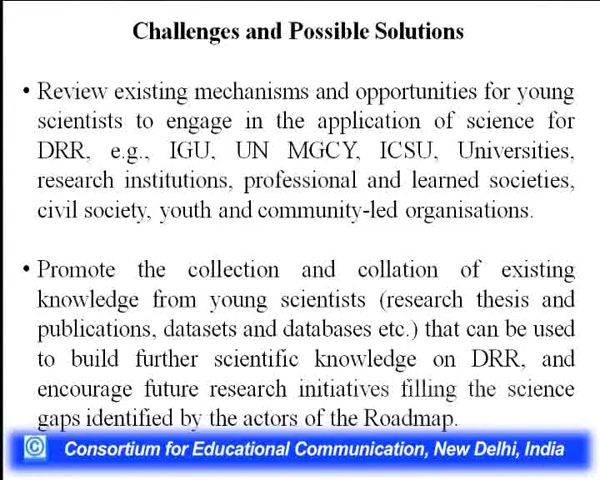 Challenges and Possible Solutions
• Review existing mechanisms and opportunities for young
scientists to engage in the application of science for
DRR, e.g., IGU, UN MGCY, ICSU, Universities,
research institutions, professional and learned societies,
civil society, youth and community-led organisations.
• Promote the collection and collation of existing
knowledge from young scientists (research thesis and
publications, datasets and databases etc.) that can be used
to build further scientific knowledge on DRR, and
encourage future research initiatives filling the science
gaps identified by the actors of the Roadmap.
© Consortium for Educational Communication, New Delhi, India